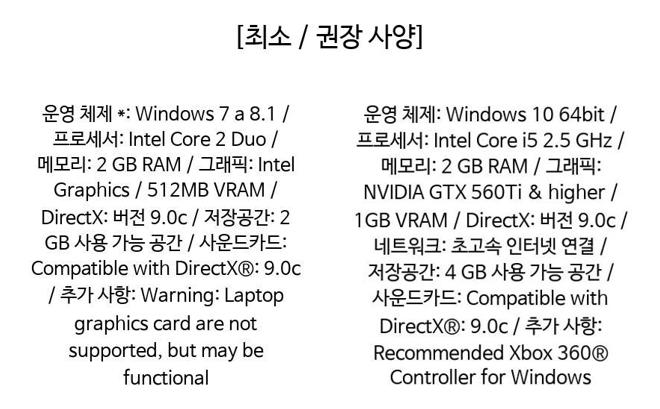 [최소 / 권장 사양]
운영 체제 *: Windows 7 a 8.1 /
프로세서: Intel Core 2 Duo /
메모리: 2 GB RAM / 그래픽: Intel
Graphics / 512MB VRAM /
DirectX: 버전 9.0c / 저장공간: 2
GB 사용 가능 공간 / 사운드카드:
Compatible with DirectX®: 9.0c
/ 추가 사항: Warning: Laptop
graphics card are not
supported, but may be
functional
운영 체제: Windows 10 64bit /
프로세서: Intel Core i5 2.5 GHz /
메모리: 2 GB RAM / 그래픽:
NVIDIA GTX 560Ti & higher /
1GB VRAM / DirectX: 버전 9.0c /
네트워크: 초고속 인터넷 연결 /
저장공간: 4 GB 사용 가능 공간 /
사운드카드: Compatible with
DirectX®: 9.0c / 추가 사항:
Recommended Xbox 360®
Controller for Windows